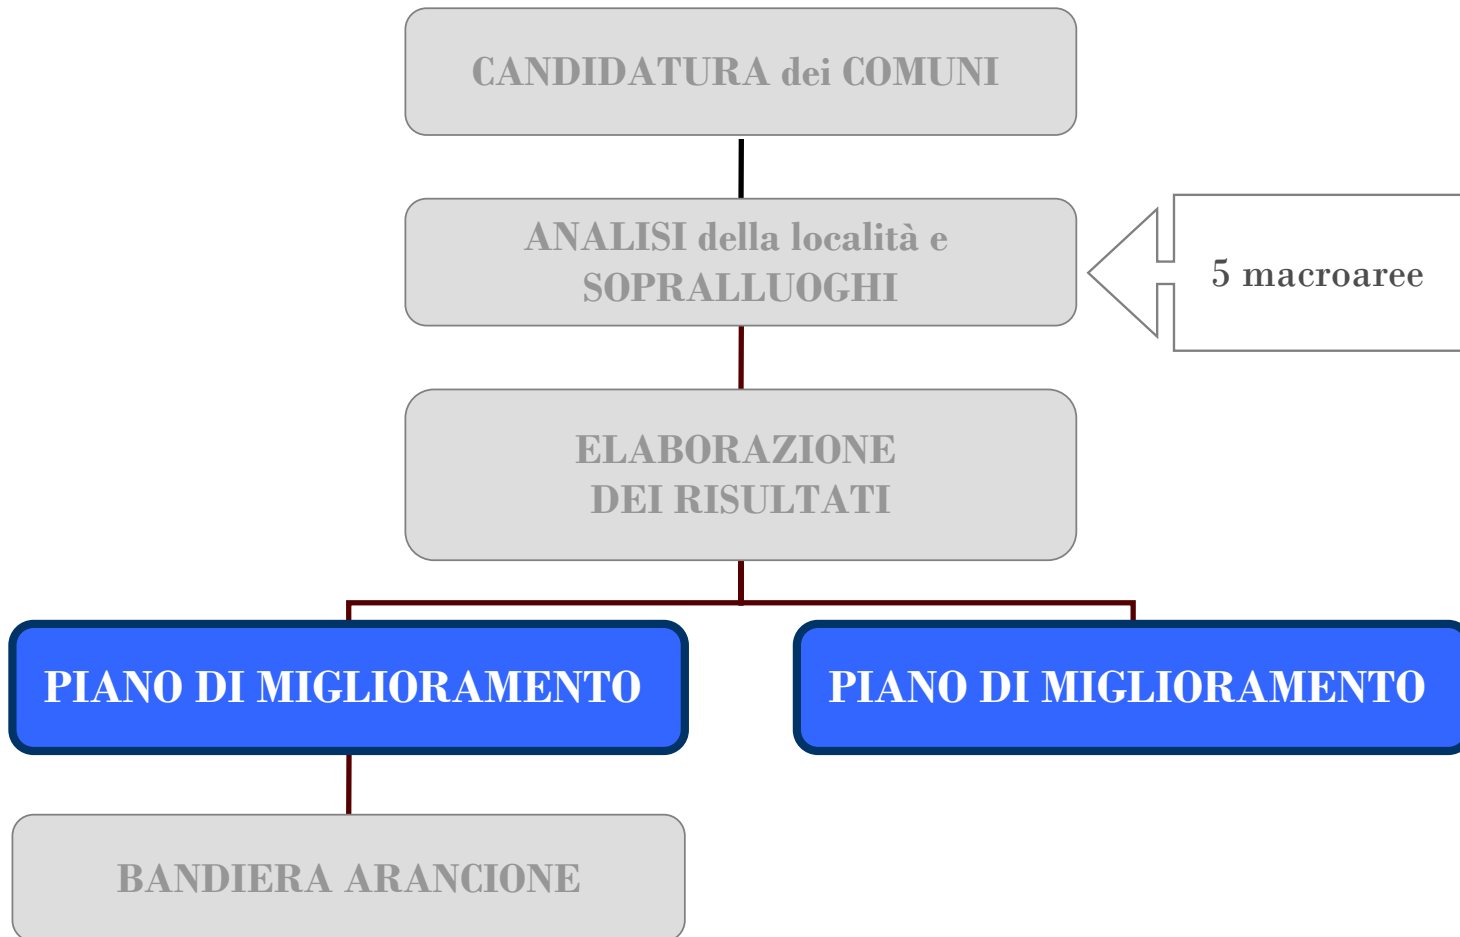 CANDIDATURA dei COMUNI
ANALISI della località e
SOPRALLUOGHI
5 macroaree
ELABORAZIONE
DEI RISULTATI
PIANO DI MIGLIORAMENTO
PIANO DI MIGLIORAMENTO
BANDIERA ARANCIONE